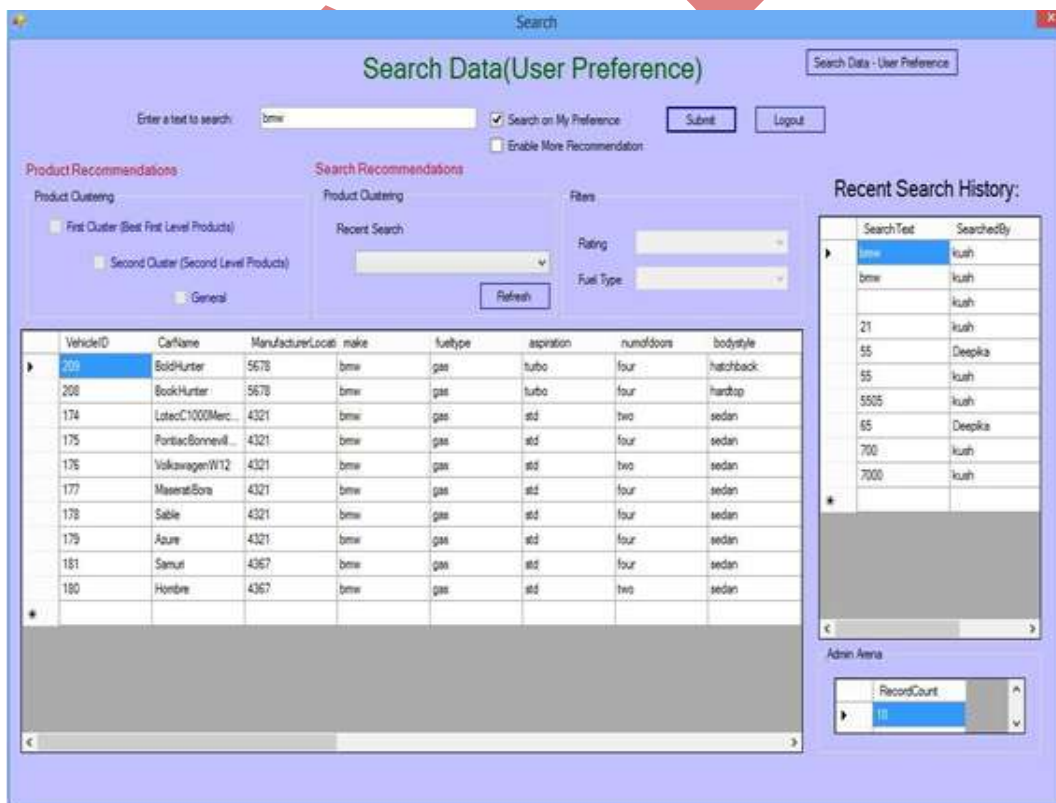 Search
Search Data(User Preference)
Search Data - User Preference
Enter a text to search:
bmw
Search on My Preference
Submit
Logout
Enable More Recommendation
Product Recommendations
Search Recommendations
Product Clustering
Product Clustering
Filters
Recent Search History:
First Cluster (Best First Level Products)
Second Cluster (Second Level Products)
General
Recent Search
Refresh
Rating
Fuel Type
SearchText SearchedBy
bmw kush
bmw kush
kush
21 kush
55 Deepika
55 kush
5505 kush
65 Deepika
700 kush
7000 kush
VehicleID CarName ManufacturerLocati make fueltype aspiration numofdoors bodystyle
209 BoldHunter 5678 bmw gas turbo four hatchback
208 BookHunter 5678 bmw gas turbo four hardtop
174 LotecC1000Merc... 4321 bmw gas std two sedan
175 PontiacBonnevill... 4321 bmw gas std four sedan
176 VolkswagenW12 4321 bmw gas std two sedan
177 MaseratiBora 4321 bmw gas std four sedan
178 Sable 4321 bmw gas std four sedan
179 Azure 4321 bmw gas std four sedan
181 Samuri 4367 bmw gas std four sedan
180 Hombre 4367 bmw gas std two sedan
Admin Arena
RecordCount
10